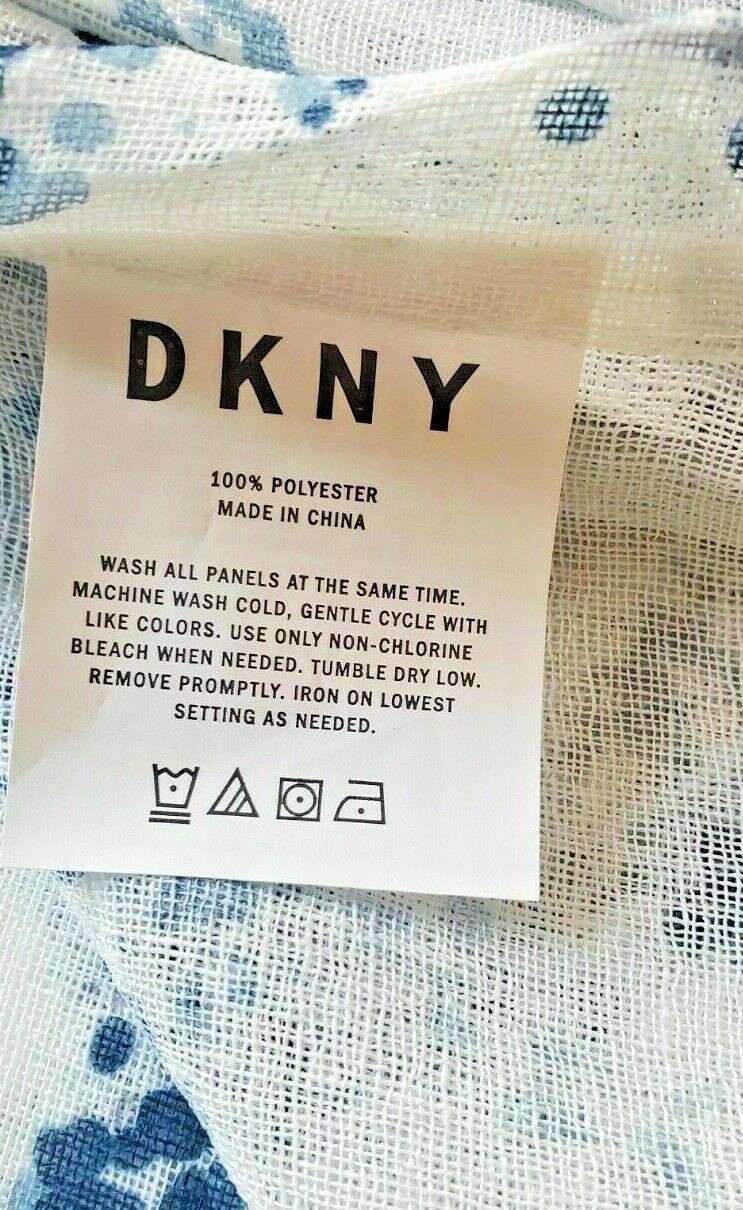 DKNY
100% POLYESTER
MADE IN CHINA
WASH ALL PANELS AT THE SAME TIME.
MACHINE WASH COLD, GENTLE CYCLE WITH
LIKE COLORS. USE ONLY NON-CHLORINE
BLEACH WHEN NEEDED. TUMBLE DRY LOW.
REMOVE PROMPTLY. IRON ON LOWEST
SETTING AS NEEDED.